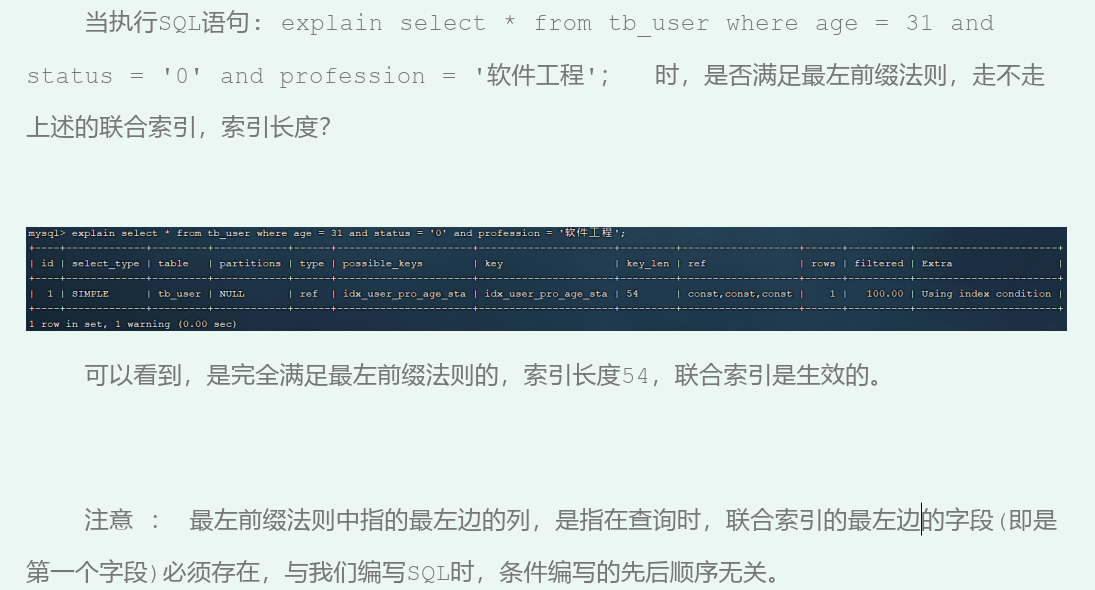 当执行SQL语句: explain select * from tb_user where age = 31 and
status = '0' and profession = '软件工程'; 时，是否满足最左前缀法则，走不走
上述的联合索引，索引长度？
mysql> explain select * from tb_user where age = 31 and status = '0' and profession = '软件工程';
+----+-------------+---------+------------+------+----------------------+----------------------+---------+-------------------+------+----------+-----------------------+
| id | select_type | table | partitions | type | possible_keys | key | key_len | ref | rows | filtered | Extra |
+----+-------------+---------+------------+------+----------------------+----------------------+---------+-------------------+------+----------+-----------------------+
| 1 | SIMPLE | tb_user | NULL | ref | idx_user_pro_age_sta | idx_user_pro_age_sta | 54 | const,const,const | 1 | 100.00 | Using index condition |
+----+-------------+---------+------------+------+----------------------+----------------------+---------+-------------------+------+----------+-----------------------+
1 row in set, 1 warning (0.00 sec)
可以看到，是完全满足最左前缀法则的，索引长度54，联合索引是生效的。
注意 ： 最左前缀法则中指的最左边的列，是指在查询时，联合索引的最左边的字段(即是
第一个字段)必须存在，与我们编写SQL时，条件编写的先后顺序无关。